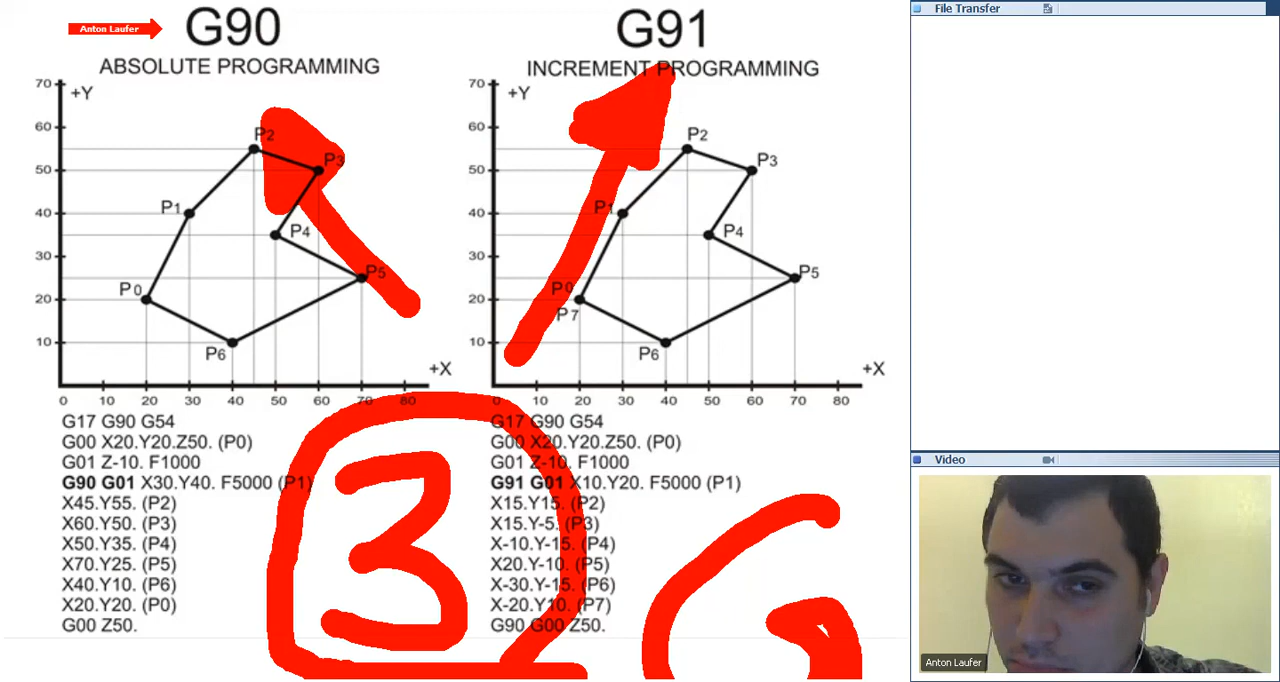 Anton Laufer
G90
ABSOLUTE PROGRAMMING
70
+Y
60
P2
50
P3
P1
40
P4
30
P5
P0
20
10
P6
+X
0 10 20 30 40 50 60 70 80
G17 G90 G54
G00 X20.Y20.Z50. (P0)
G01 Z-10. F1000
G90 G01 X30.Y40. F5000 (P1)
X45.Y55. (P2)
X60.Y50. (P3)
X50.Y35. (P4)
X70.Y25. (P5)
X40.Y10. (P6)
X20.Y20. (P0)
G00 Z50.
G91
INCREMENT PROGRAMMING
70
+Y
60
P2
50
P3
P1
40
P4
30
P5
P0
20
P7
10
P6
+X
0 10 20 30 40 50 60 70 80
G17 G90 G54
G00 X20.Y20.Z50. (P0)
G01 Z-10. F1000
G91 G01 X10.Y20. F5000 (P1)
X15.Y15. (P2)
X15.Y-5. (P3)
X-10.Y-15. (P4)
X20.Y-10. (P5)
X-30.Y-15. (P6)
X-20.Y10. (P7)
G90 G00 Z50.
3
File Transfer
Video
Anton Laufer